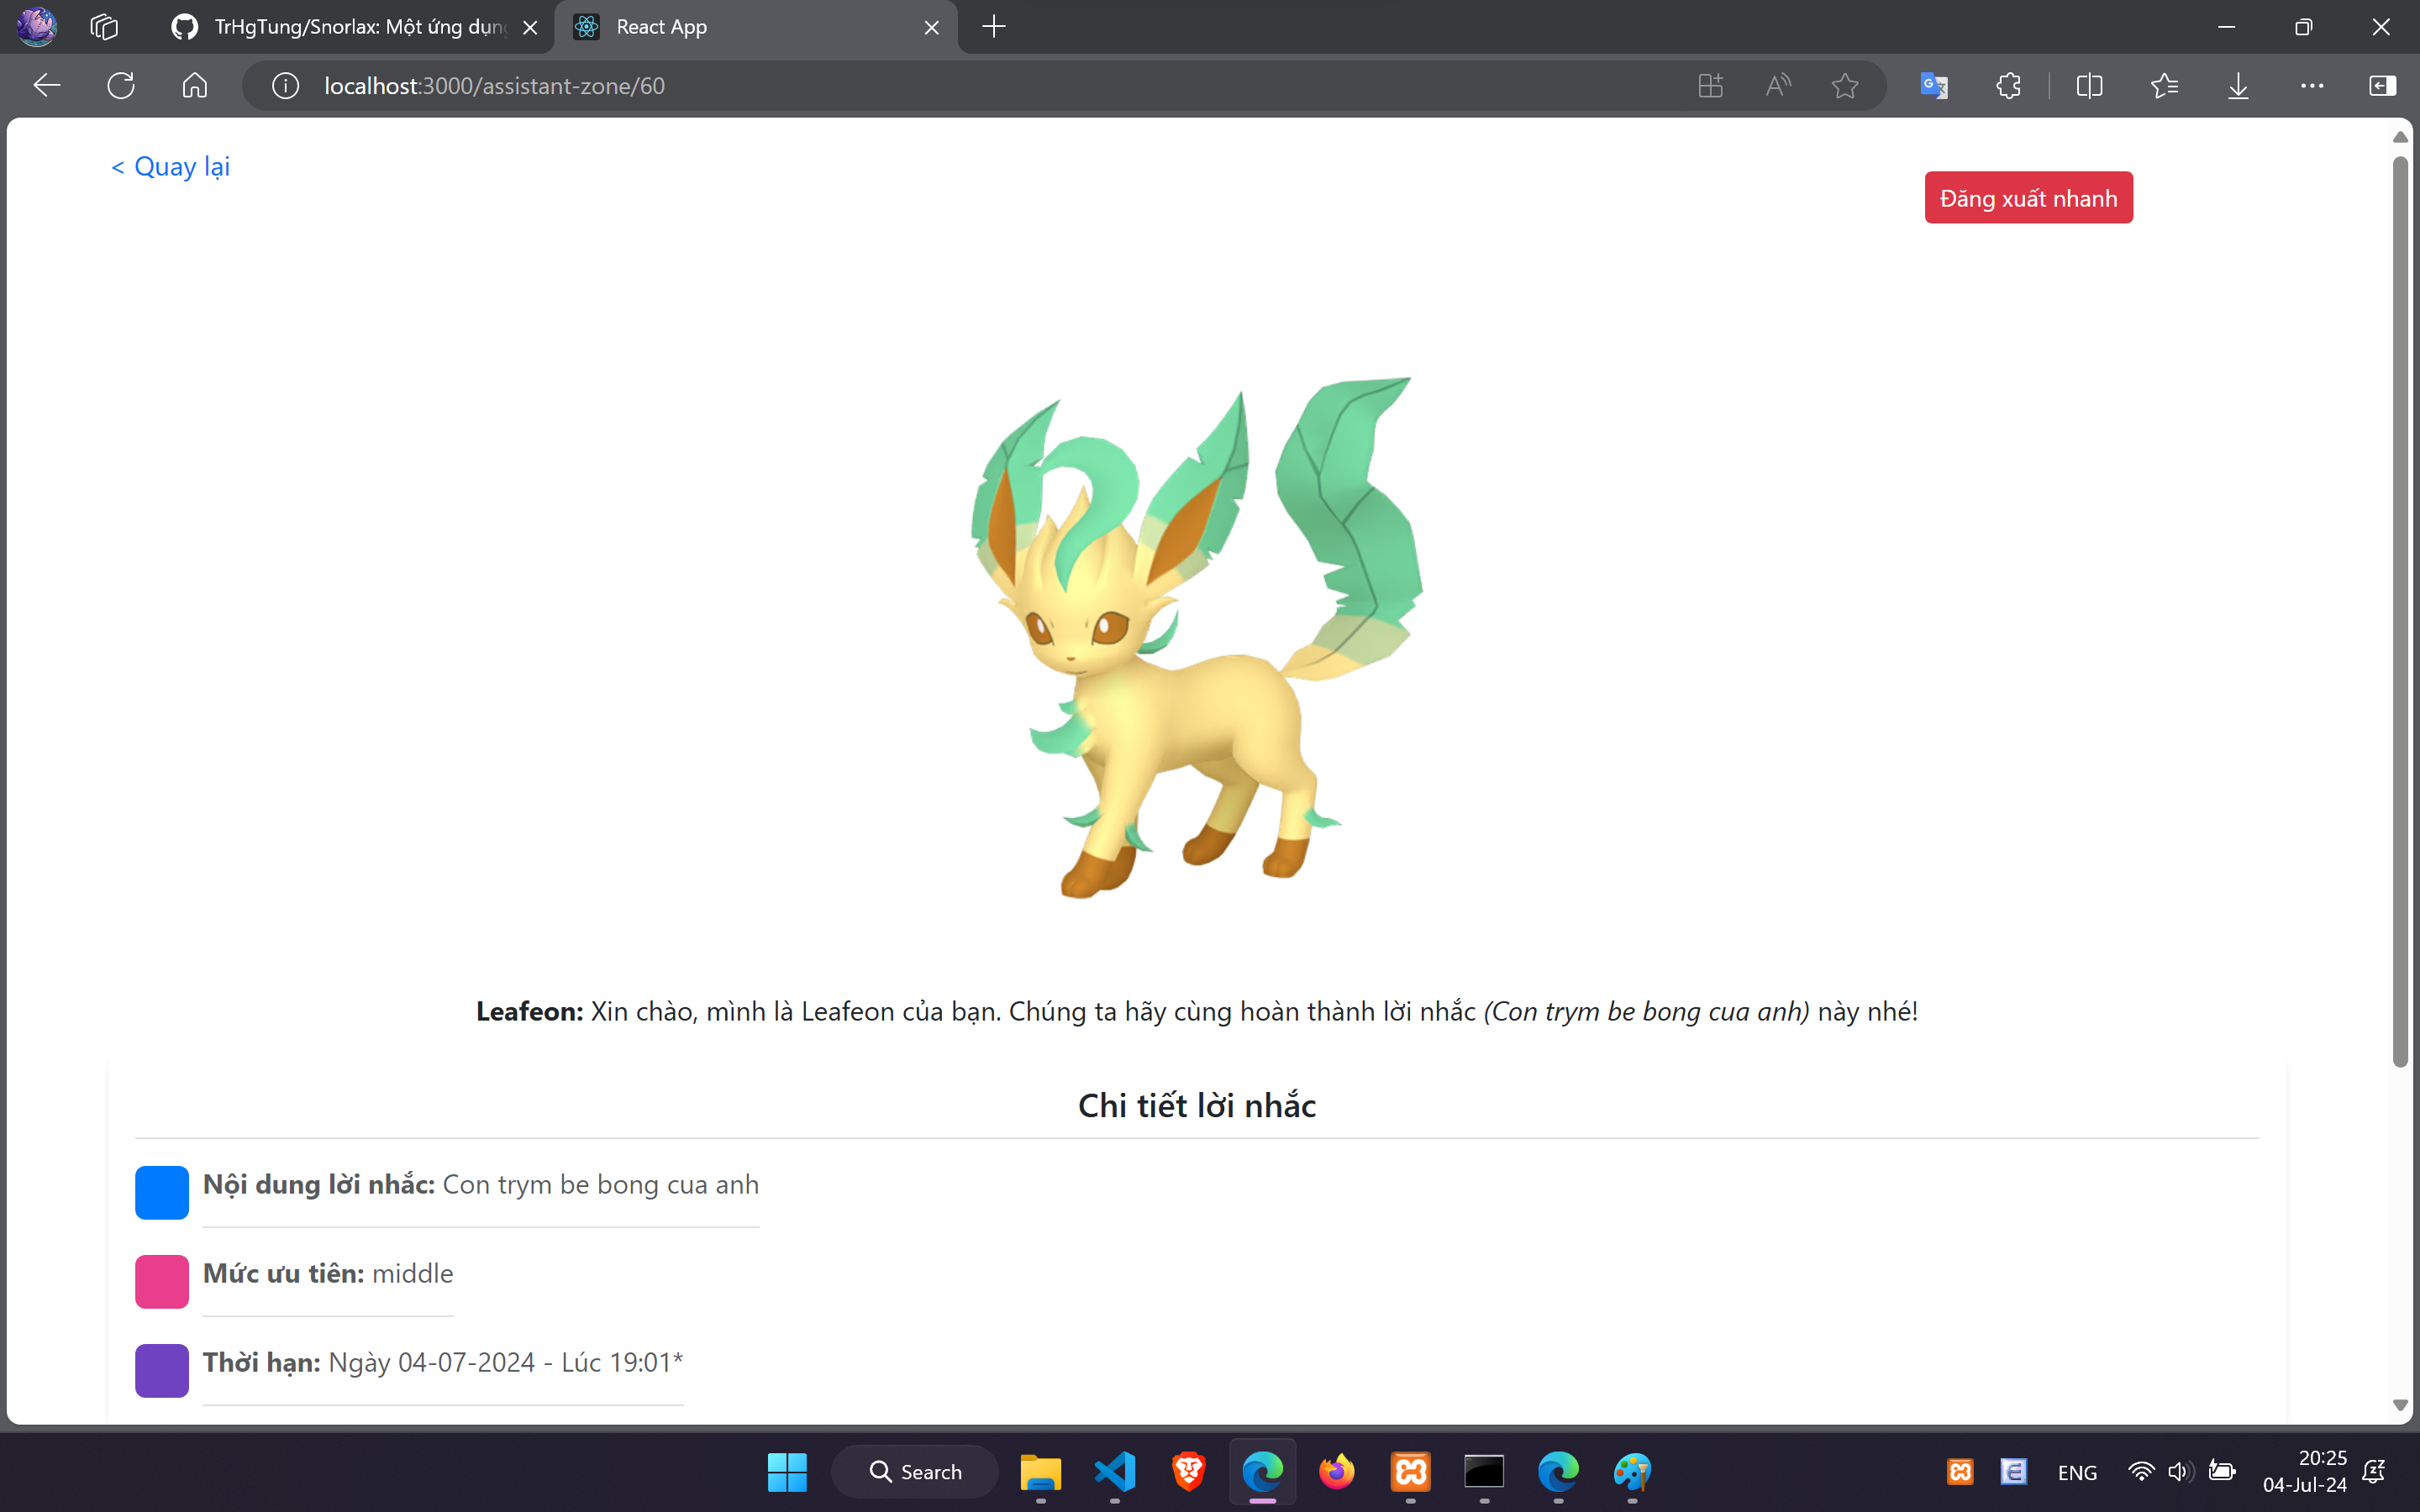 TrHgTung/Snorlax: Một ứng dụng
React App
localhost:3000/assistant-zone/60
< Quay lại
Đăng xuất nhanh
Leafeon: Xin chào, mình là Leafeon của bạn. Chúng ta hãy cùng hoàn thành lời nhắc (Con trym be bong cua anh) này nhé!
Chi tiết lời nhắc
Nội dung lời nhắc: Con trym be bong cua anh
Mức ưu tiên: middle
Thời hạn: Ngày 04-07-2024 - Lúc 19:01*
Search
ENG
20:25
04-Jul-24